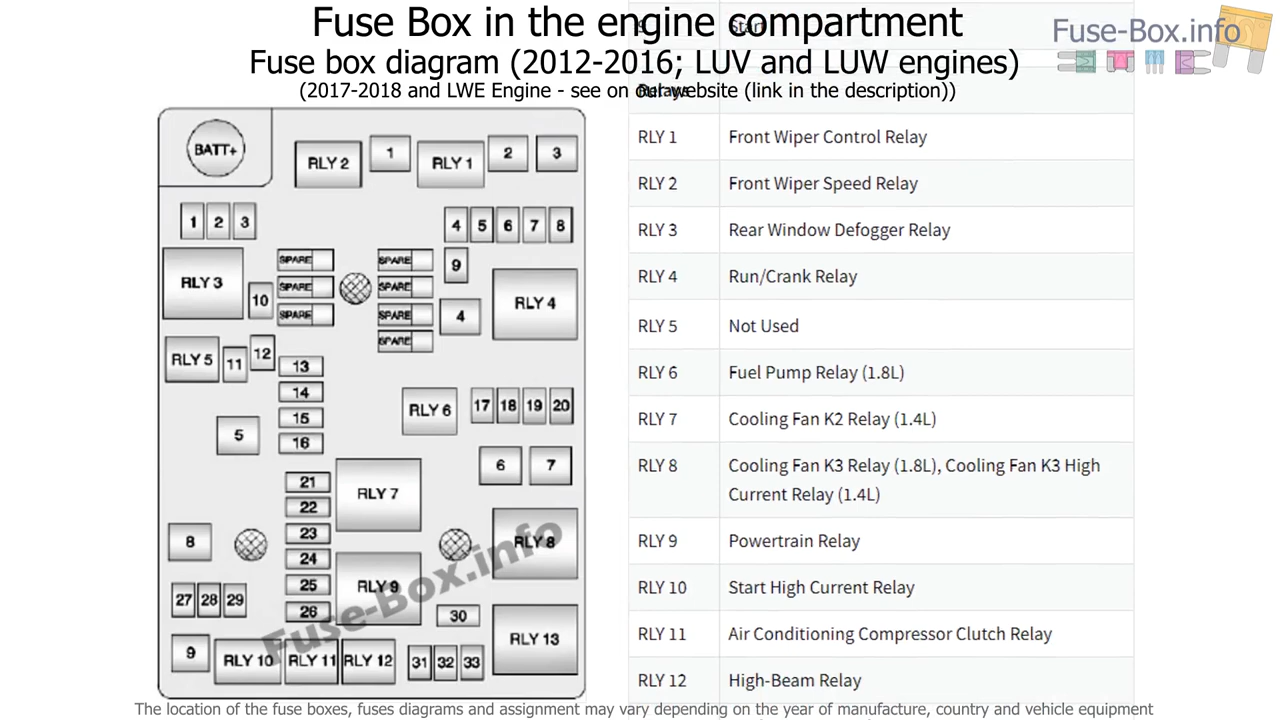 Fuse Box in the engine compartment
Fuse-Box.info
Fuse box diagram (2012-2016; LUV and LUW engines)
(2017-2018 and LWE Engine - see on our website (link in the description))
BATT+
RLY 2
1
RLY 1
2
3
1 2 3
4 5 6 7 8
RLY 3
10
SPARE
SPARE
SPARE
SPARE
SPARE
SPARE
SPARE
9
4
RLY 4
RLY 5
11
12
13
14
15
16
5
RLY 6
17 18 19 20
6
7
21
22
23
24
25
26
RLY 7
8
RLY 8
RLY 9
27 28 29
30
9
RLY 10
RLY 11
RLY 12
31 32 33
RLY 13
Fuse-Box.info
Start
Relays
RLY 1 Front Wiper Control Relay
RLY 2 Front Wiper Speed Relay
RLY 3 Rear Window Defogger Relay
RLY 4 Run/Crank Relay
RLY 5 Not Used
RLY 6 Fuel Pump Relay (1.8L)
RLY 7 Cooling Fan K2 Relay (1.4L)
RLY 8 Cooling Fan K3 Relay (1.8L), Cooling Fan K3 High
Current Relay (1.4L)
RLY 9 Powertrain Relay
RLY 10 Start High Current Relay
RLY 11 Air Conditioning Compressor Clutch Relay
RLY 12 High-Beam Relay
The location of the fuse boxes, fuses diagrams and assignment may vary depending on the year of manufacture, country and vehicle equipment